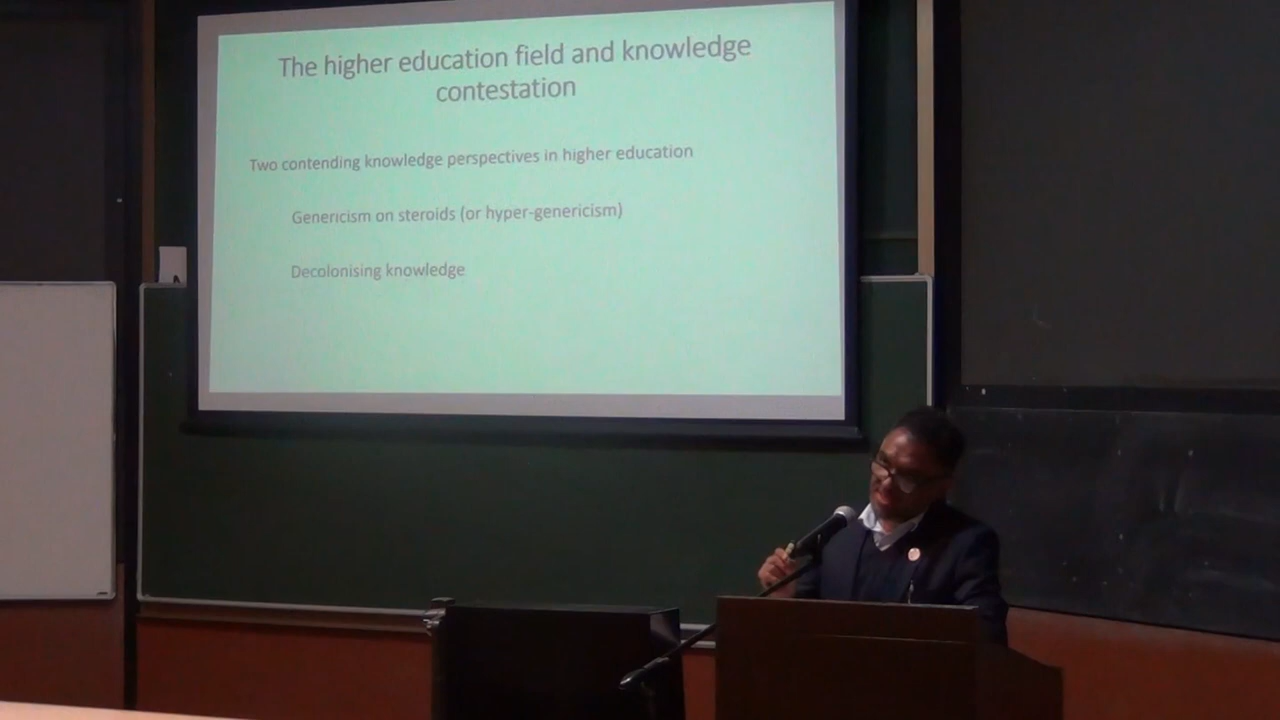 The higher education field and knowledge
contestation
Two contending knowledge perspectives in higher education
Genericism on steroids (or hyper-genericism)
Decolonising knowledge